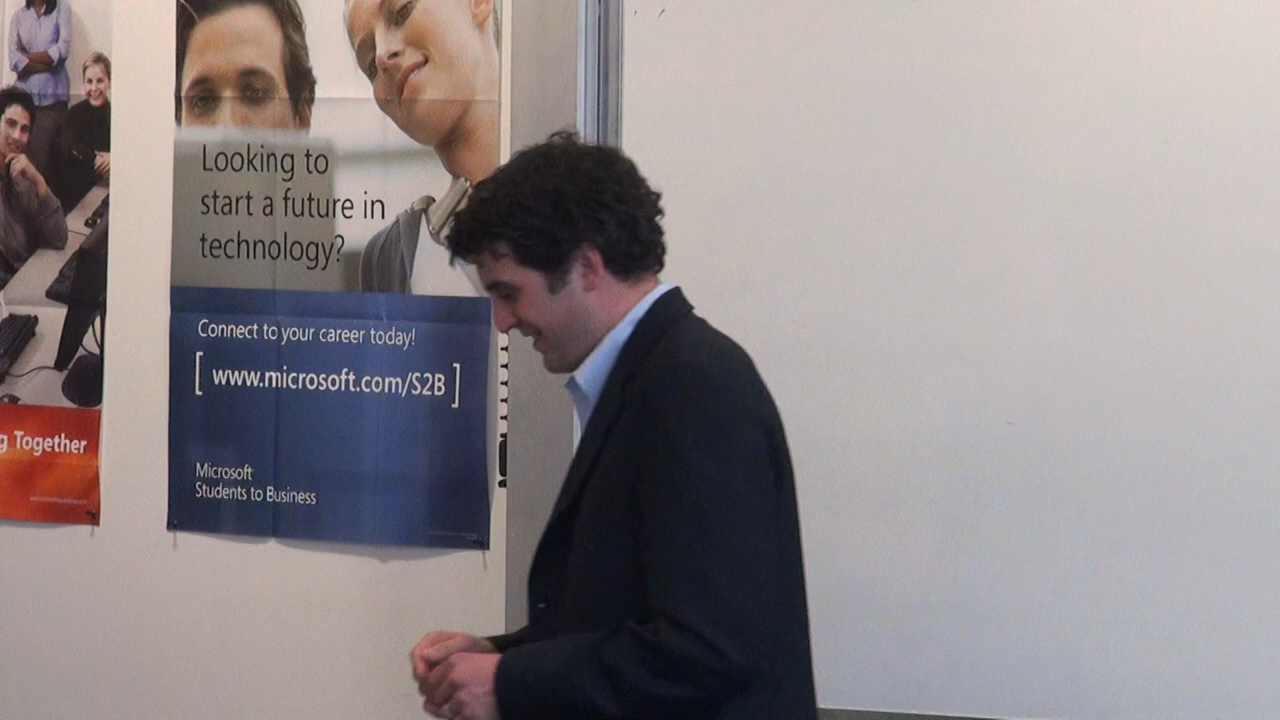 Looking to
start a future in
technology?
Connect to your career today!
[ www.microsoft.com/S2B ]
Microsoft
Students to Business
g Together